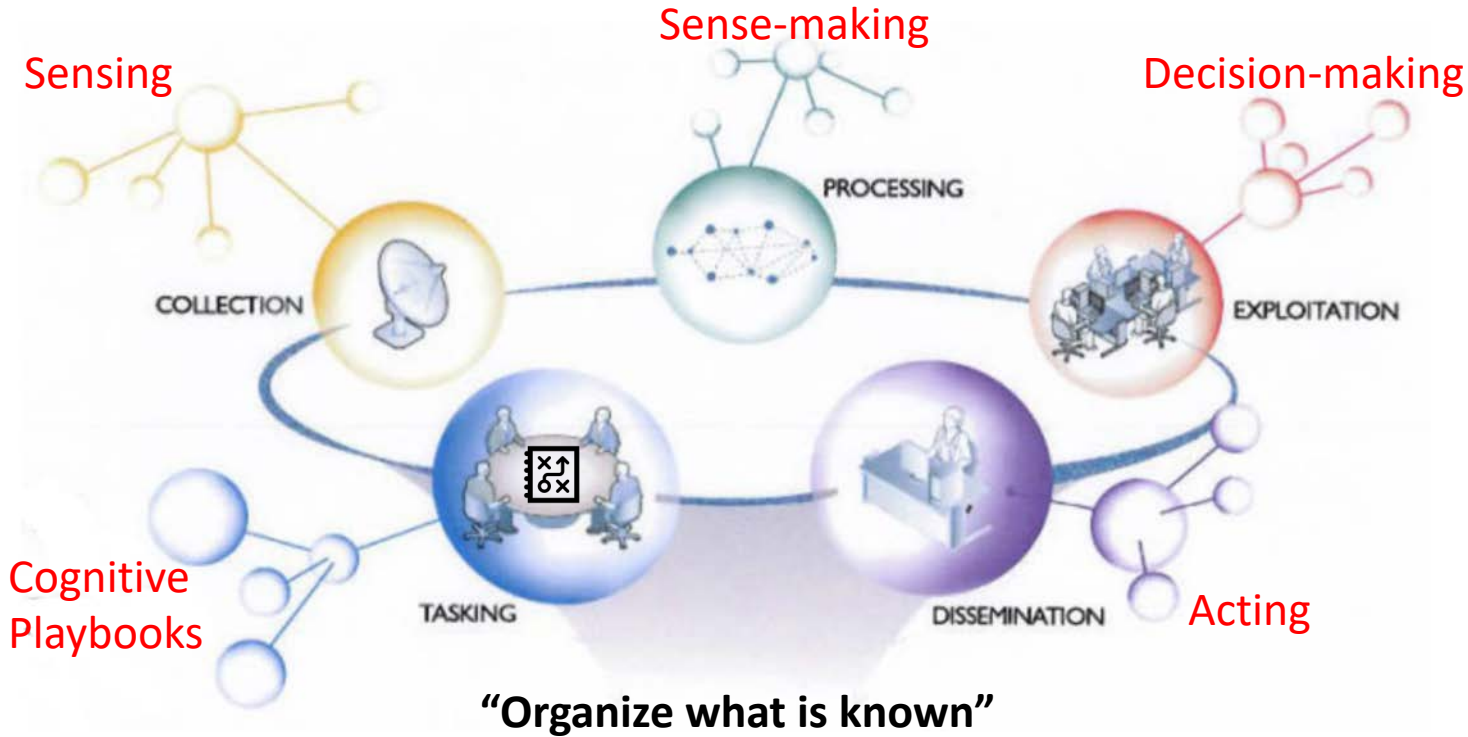 Sense-making
Sensing
Decision-making
PROCESSING
COLLECTION
EXPLOITATION
Cognitive
Playbooks
TASKING
DISSEMINATION
Acting
“Organize what is known”